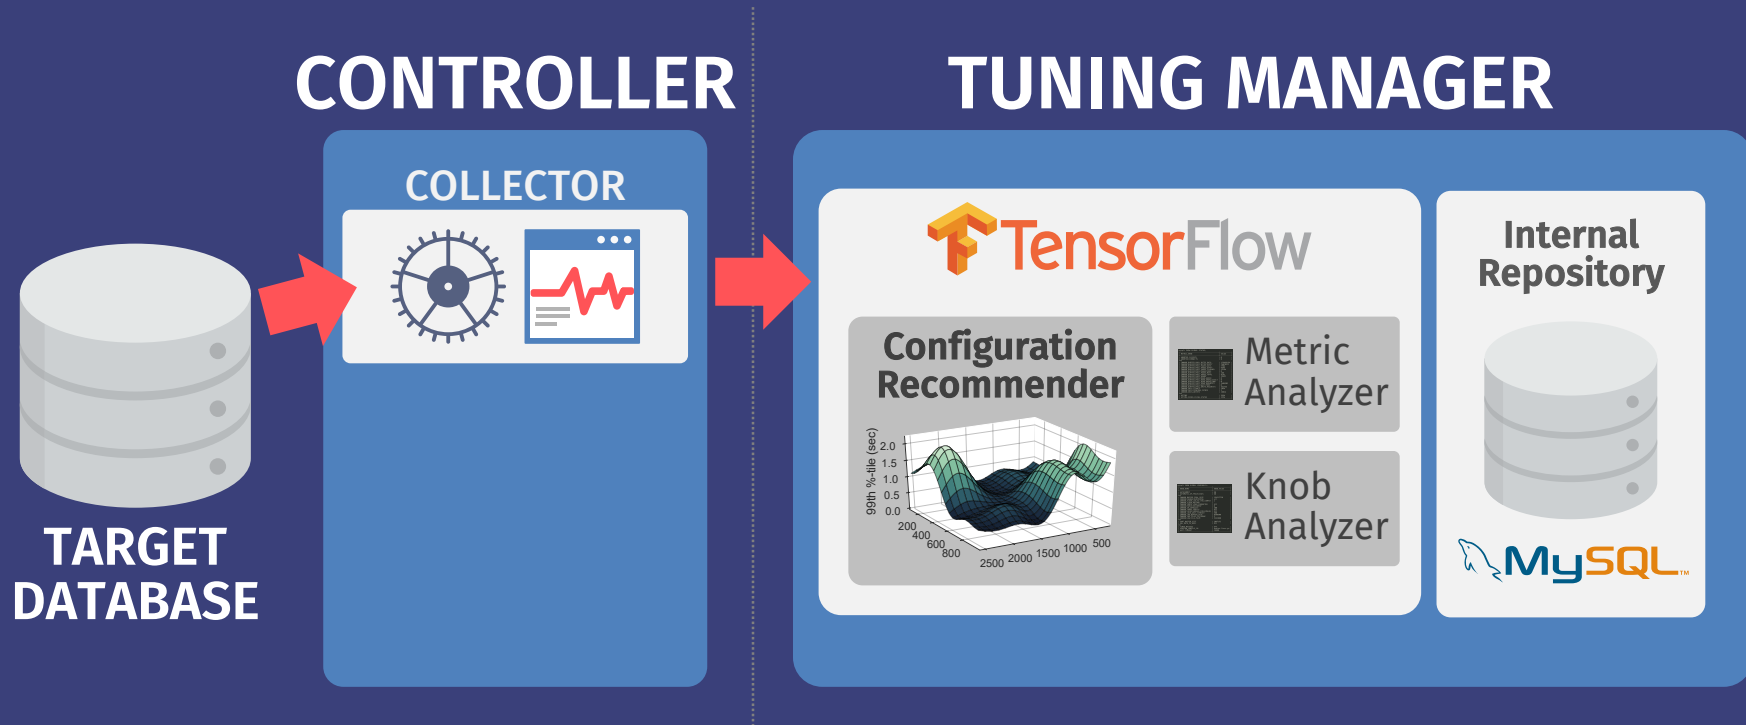 CONTROLLER
TUNING MANAGER
COLLECTOR
TARGET
DATABASE
TensorFlow
Configuration
Recommender
99th %-tile (sec)
2.0
1.5
1.0
0.5
0.0
200
400
600
800
2500
2000
1500
1000
500
Metric
Analyzer
Knob
Analyzer
Internal
Repository
MySQL™